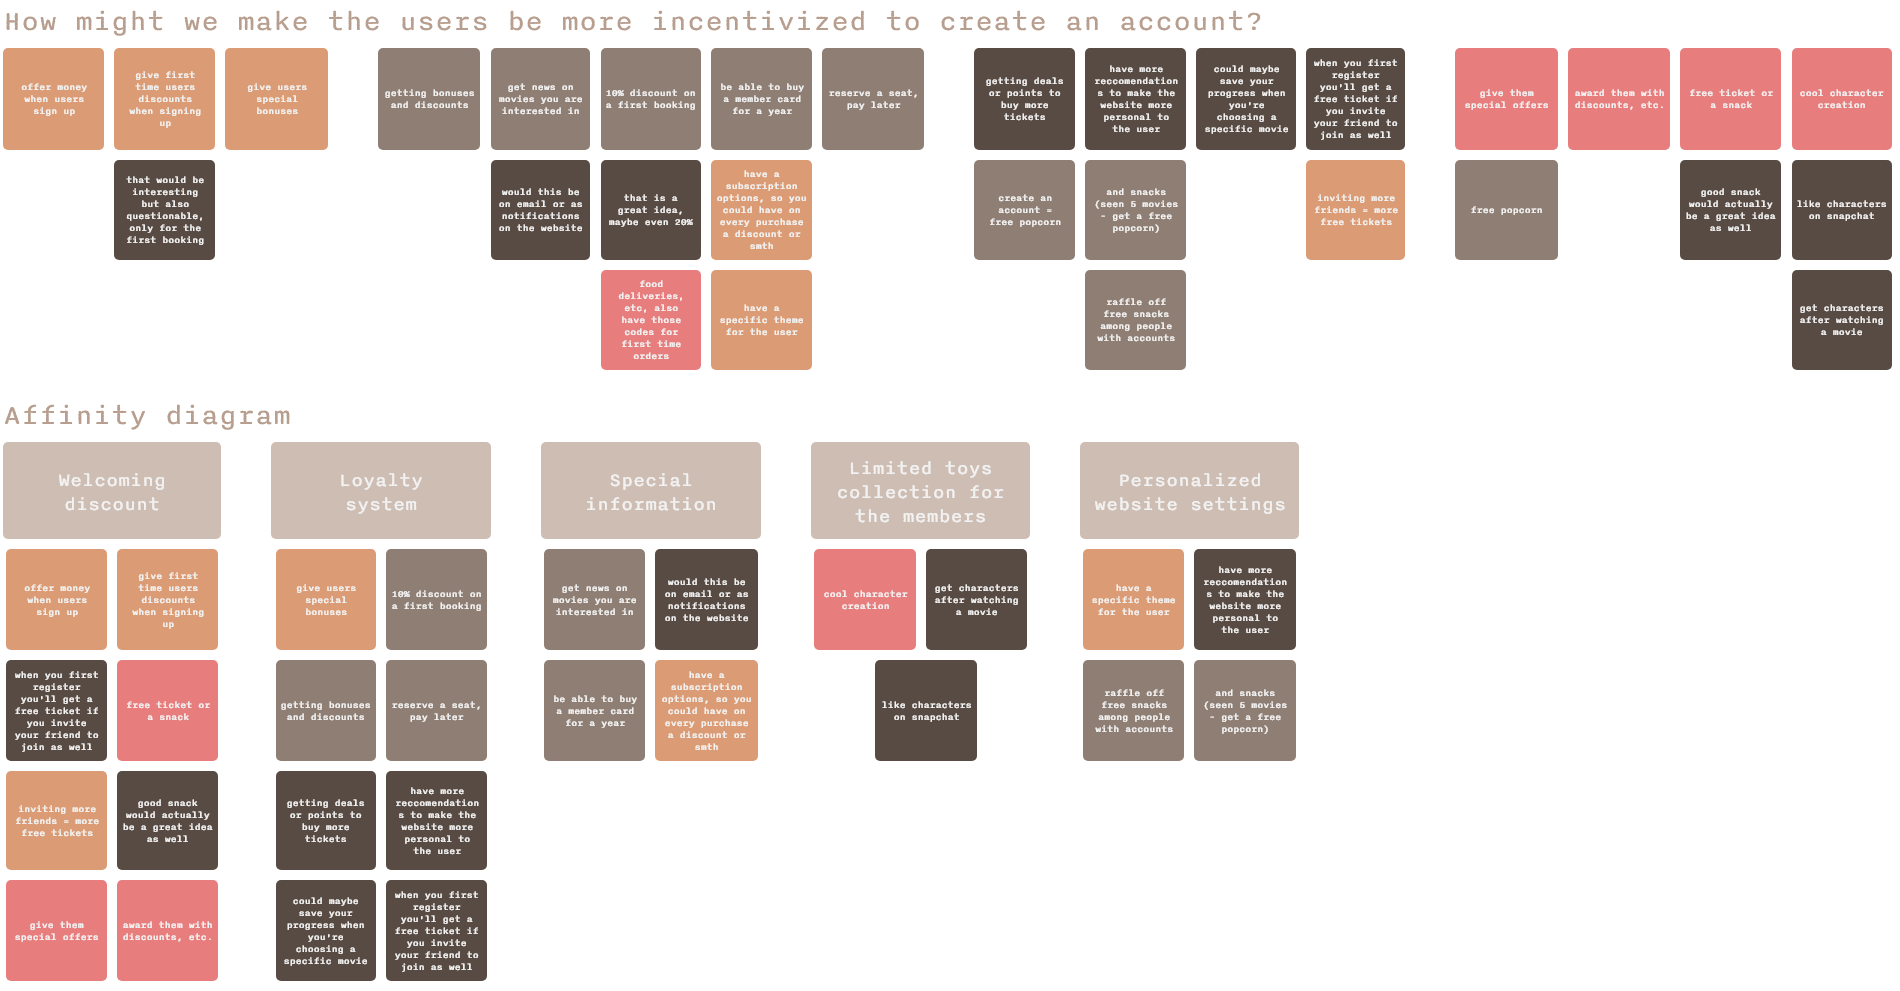 How might we make the users be more incentivized to create an account?
offer money
when users
sign up
give first
time users
discounts
when signing
up
give users
special
bonuses
that would be
interesting
but also
questionable,
only for the
first booking
getting bonuses
and discounts
get news on
movies you are
interested in
10% discount on
a first booking
be able to buy
a member card
for a year
reserve a seat,
pay later
would this be
on email or as
notifications
on the website
that is a
great idea,
maybe even 20%
have a
subscription
options, so you
could have on
every purchase
a discount or
smth
food
deliveries,
etc, also
have those
codes for
first time
orders
have a
specific theme
for the user
getting deals
or points to
buy more
tickets
have more
reccomendation
s to make the
website more
personal to
the user
could maybe
save your
progress when
you're
choosing a
specific movie
when you first
register
you'll get a
free ticket if
you invite
your friend to
join as well
create an
account =
free popcorn
and snacks
(seen 5 movies
- get a free
popcorn)
inviting more
friends = more
free tickets
raffle off
free snacks
among people
with accounts
give them
special offers
award them with
discounts, etc.
free ticket or
a snack
cool character
creation
free popcorn
good snack
would actually
be a great idea
as well
like characters
on snapchat
get characters
after watching
a movie
Affinity diagram
Welcoming
discount
offer money
when users
sign up
give first
time users
discounts
when signing
up
when you first
register
you'll get a
free ticket if
you invite
your friend to
join as well
free ticket or
a snack
inviting more
friends = more
free tickets
good snack
would actually
be a great idea
as well
give them
special offers
award them with
discounts, etc.
Loyalty
system
give users
special
bonuses
10% discount on
a first booking
getting bonuses
and discounts
reserve a seat,
pay later
getting deals
or points to
buy more
tickets
have more
reccomendation
s to make the
website more
personal to
the user
could maybe
save your
progress when
you're
choosing a
specific movie
when you first
register
you'll get a
free ticket if
you invite
your friend to
join as well
Special
information
get news on
movies you are
interested in
would this be
on email or as
notifications
on the website
be able to buy
a member card
for a year
have a
subscription
options, so you
could have on
every purchase
a discount or
smth
Limited toys
collection for
the members
cool character
creation
get characters
after watching
a movie
like characters
on snapchat
Personalized
website settings
have a
specific theme
for the user
have more
reccomendation
s to make the
website more
personal to
the user
raffle off
free snacks
among people
with accounts
and snacks
(seen 5 movies
- get a free
popcorn)